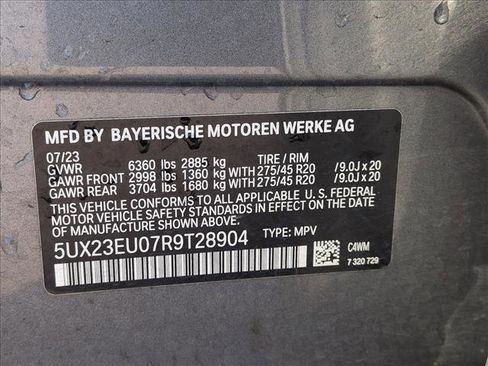 MFD BY BAYERISCHE MOTOREN WERKE AG
07/23
GVWR 6360 lbs 2885 kg TIRE / RIM
GAWR FRONT 2998 lbs 1360 kg WITH 275/45 R20 / 9.0J x 20
GAWR REAR 3704 lbs 1680 kg WITH 275/45 R20 / 9.0J x 20
THIS VEHICLE CONFORMS TO ALL APPLICABLE U. S. FEDERAL
MOTOR VEHICLE SAFETY AND THEFT PREVENTION STANDARDS
IN EFFECT ON THE DATE OF MANUFACTURE SHOWN ABOVE.
5UX23EU07R9T28904 TYPE: MPV
C4WM
7 320 729